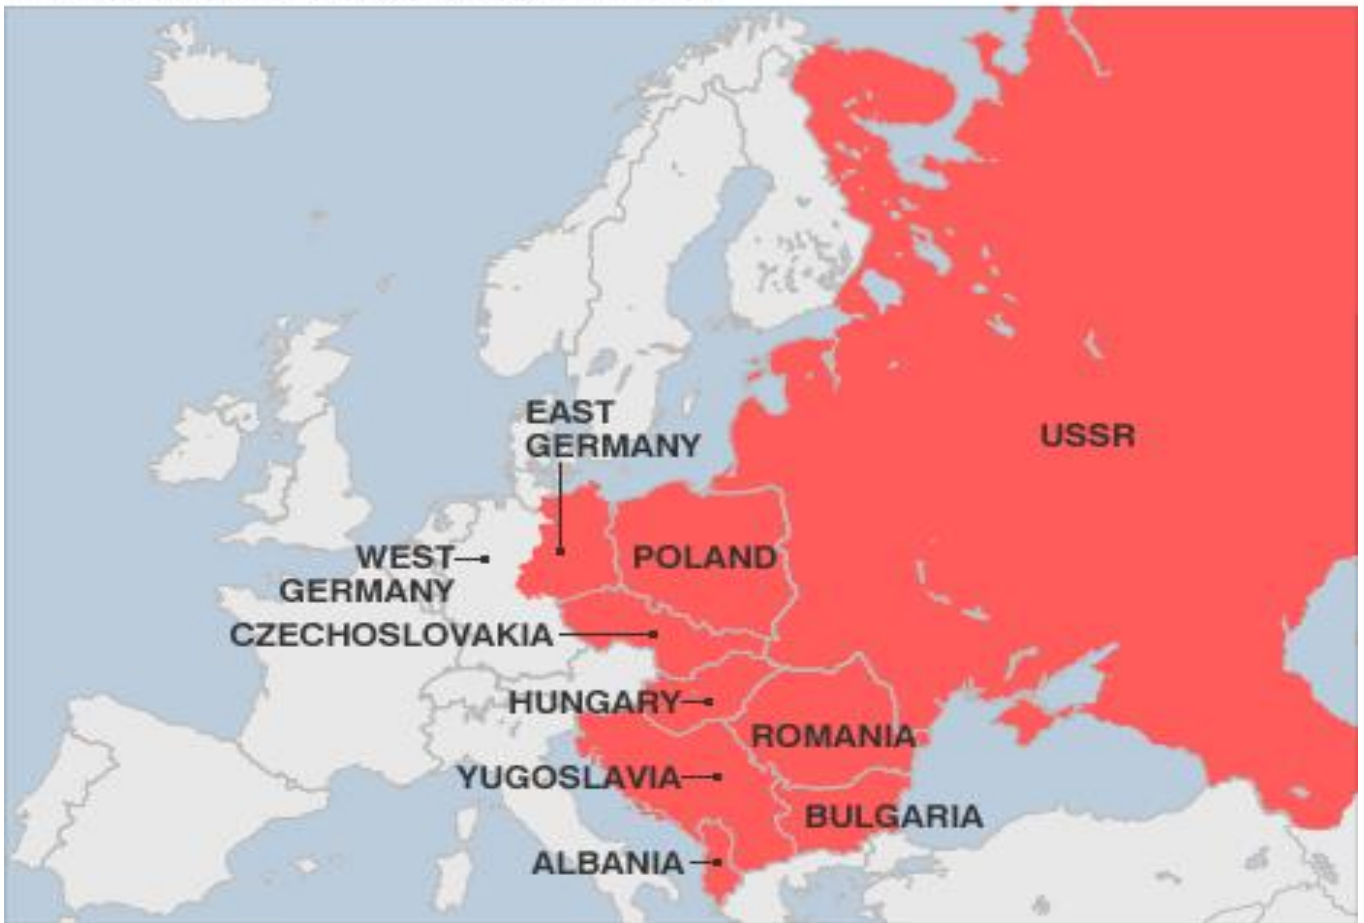 EAST
GERMANY
USSR
WEST
GERMANY
POLAND
CZECHOSLOVAKIA
HUNGARY
ROMANIA
YUGOSLAVIA
BULGARIA
ALBANIA